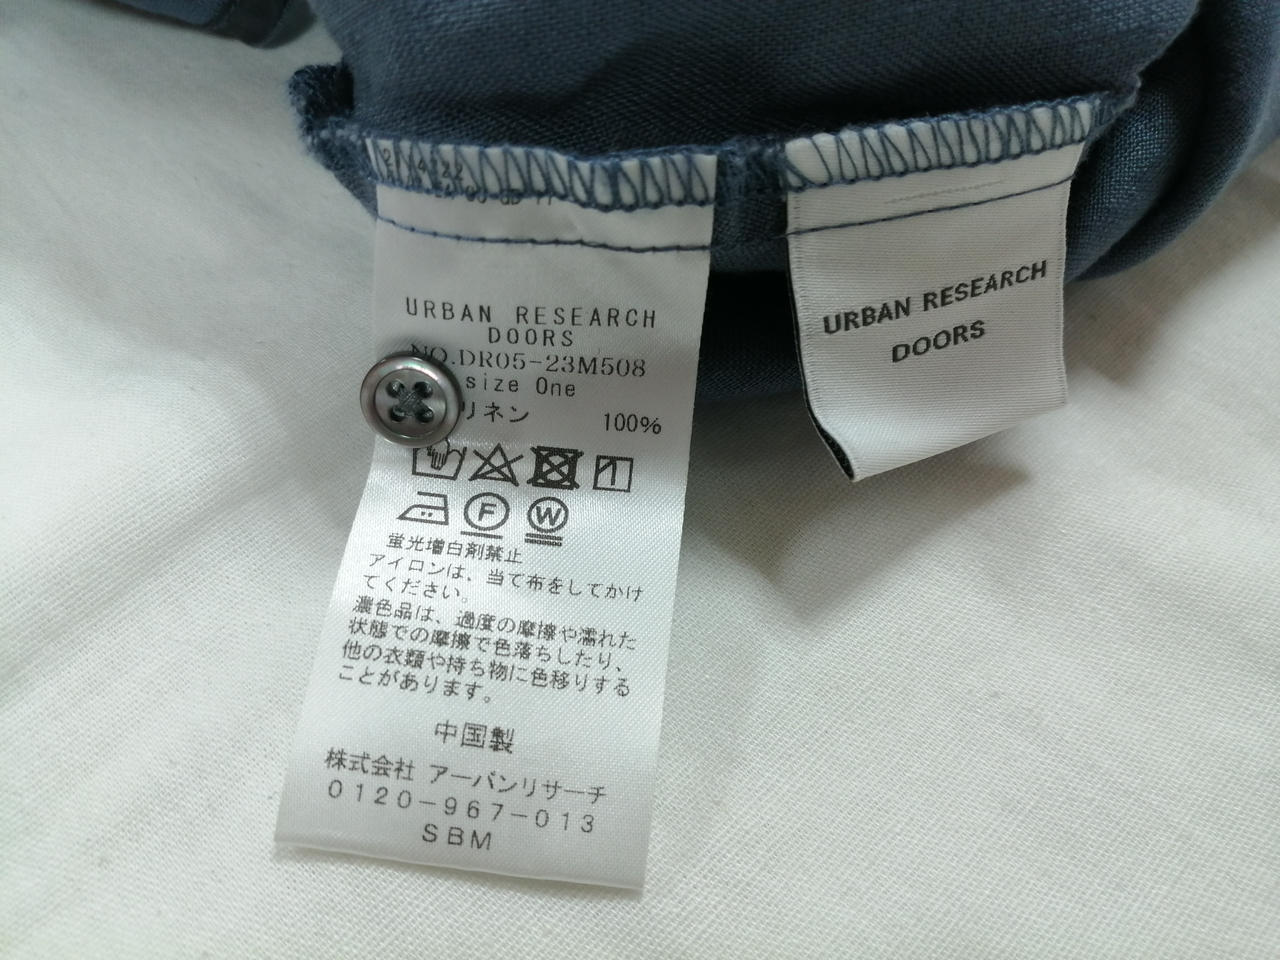 URBAN RESEARCH
DOORS
NO.DR05-23M508
size One
リネン 100%
F W
蛍光増白剤禁止
アイロンは、当て布をしてかけ
てください。
濃色品は、過度の摩擦や濡れた
状態での摩擦で色落ちしたり、
他の衣類や持ち物に色移りする
ことがあります。
中国製
株式会社 アーバンリサーチ
0120-967-013
SBM
URBAN RESEARCH
DOORS